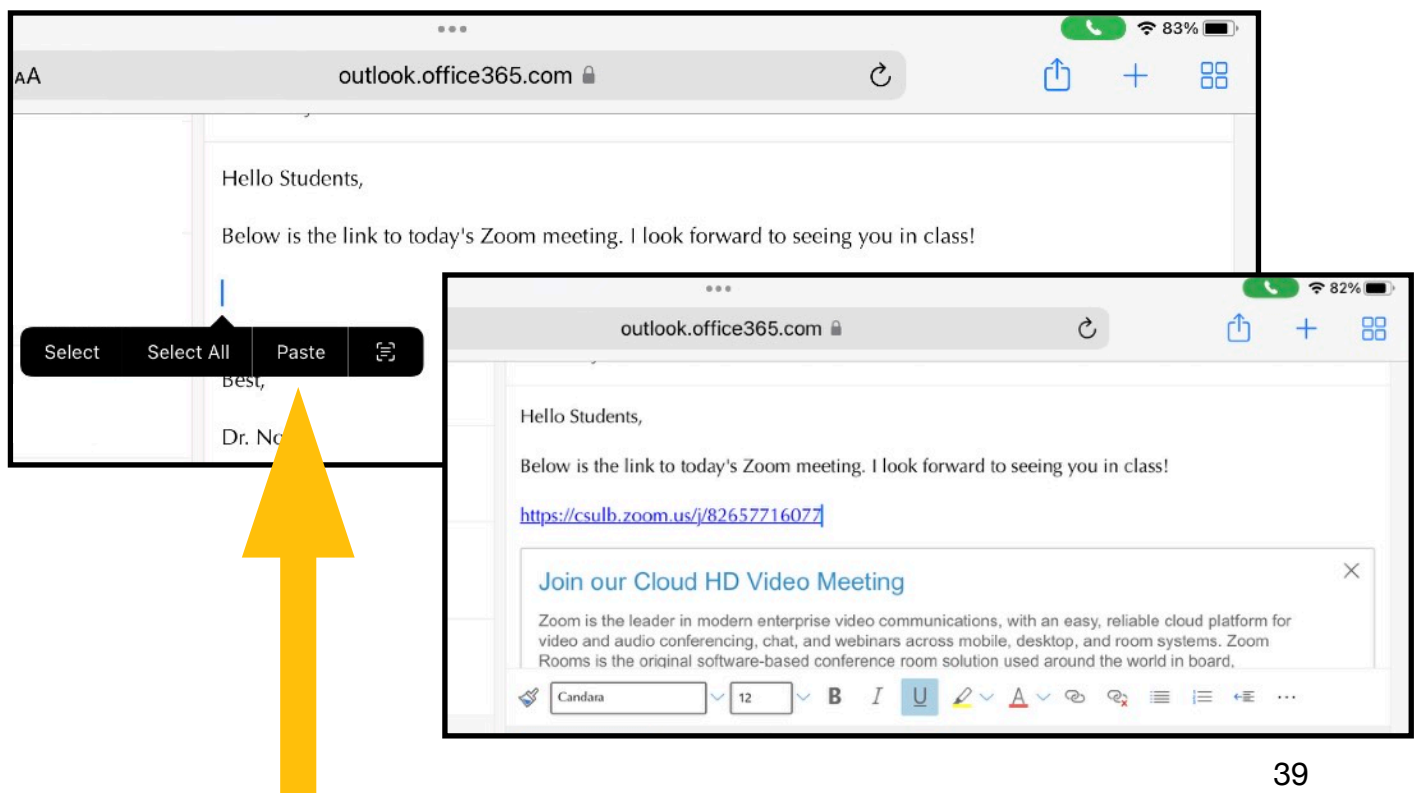 83%
AA
outlook.office365.com
Hello Students,
Below is the link to today's Zoom meeting. I look forward to seeing you in class!
Select Select All Paste
Best,
Dr.
82%
outlook.office365.com
Hello Students,
Below is the link to today's Zoom meeting. I look forward to seeing you in class!
https://csulb.zoom.us/j/82657716077
Join our Cloud HD Video Meeting
Zoom is the leader in modern enterprise video communications, with an easy, reliable cloud platform for
video and audio conferencing, chat, and webinars across mobile, desktop, and room systems. Zoom
Rooms is the original software-based conference room solution used around the world in board,
Candara 12 B I U A
39